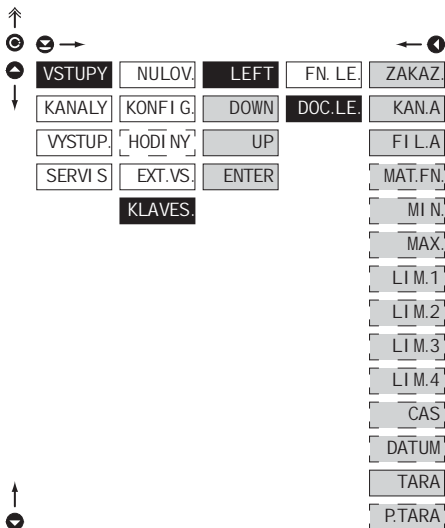 VSTUPY NULOV. LEFT FN. LE. ZAKAZ.
KANALY KONFIG. DOWN DOC.LE. KAN.A
VYSTUP. HODINY UP FIL.A
SERVIS EXT.VS. ENTER MAT.FN.
KLAVES. MIN.
MAX.
LIM.1
LIM.2
LIM.3
LIM.4
CAS
DATUM
TARA
P.TARA